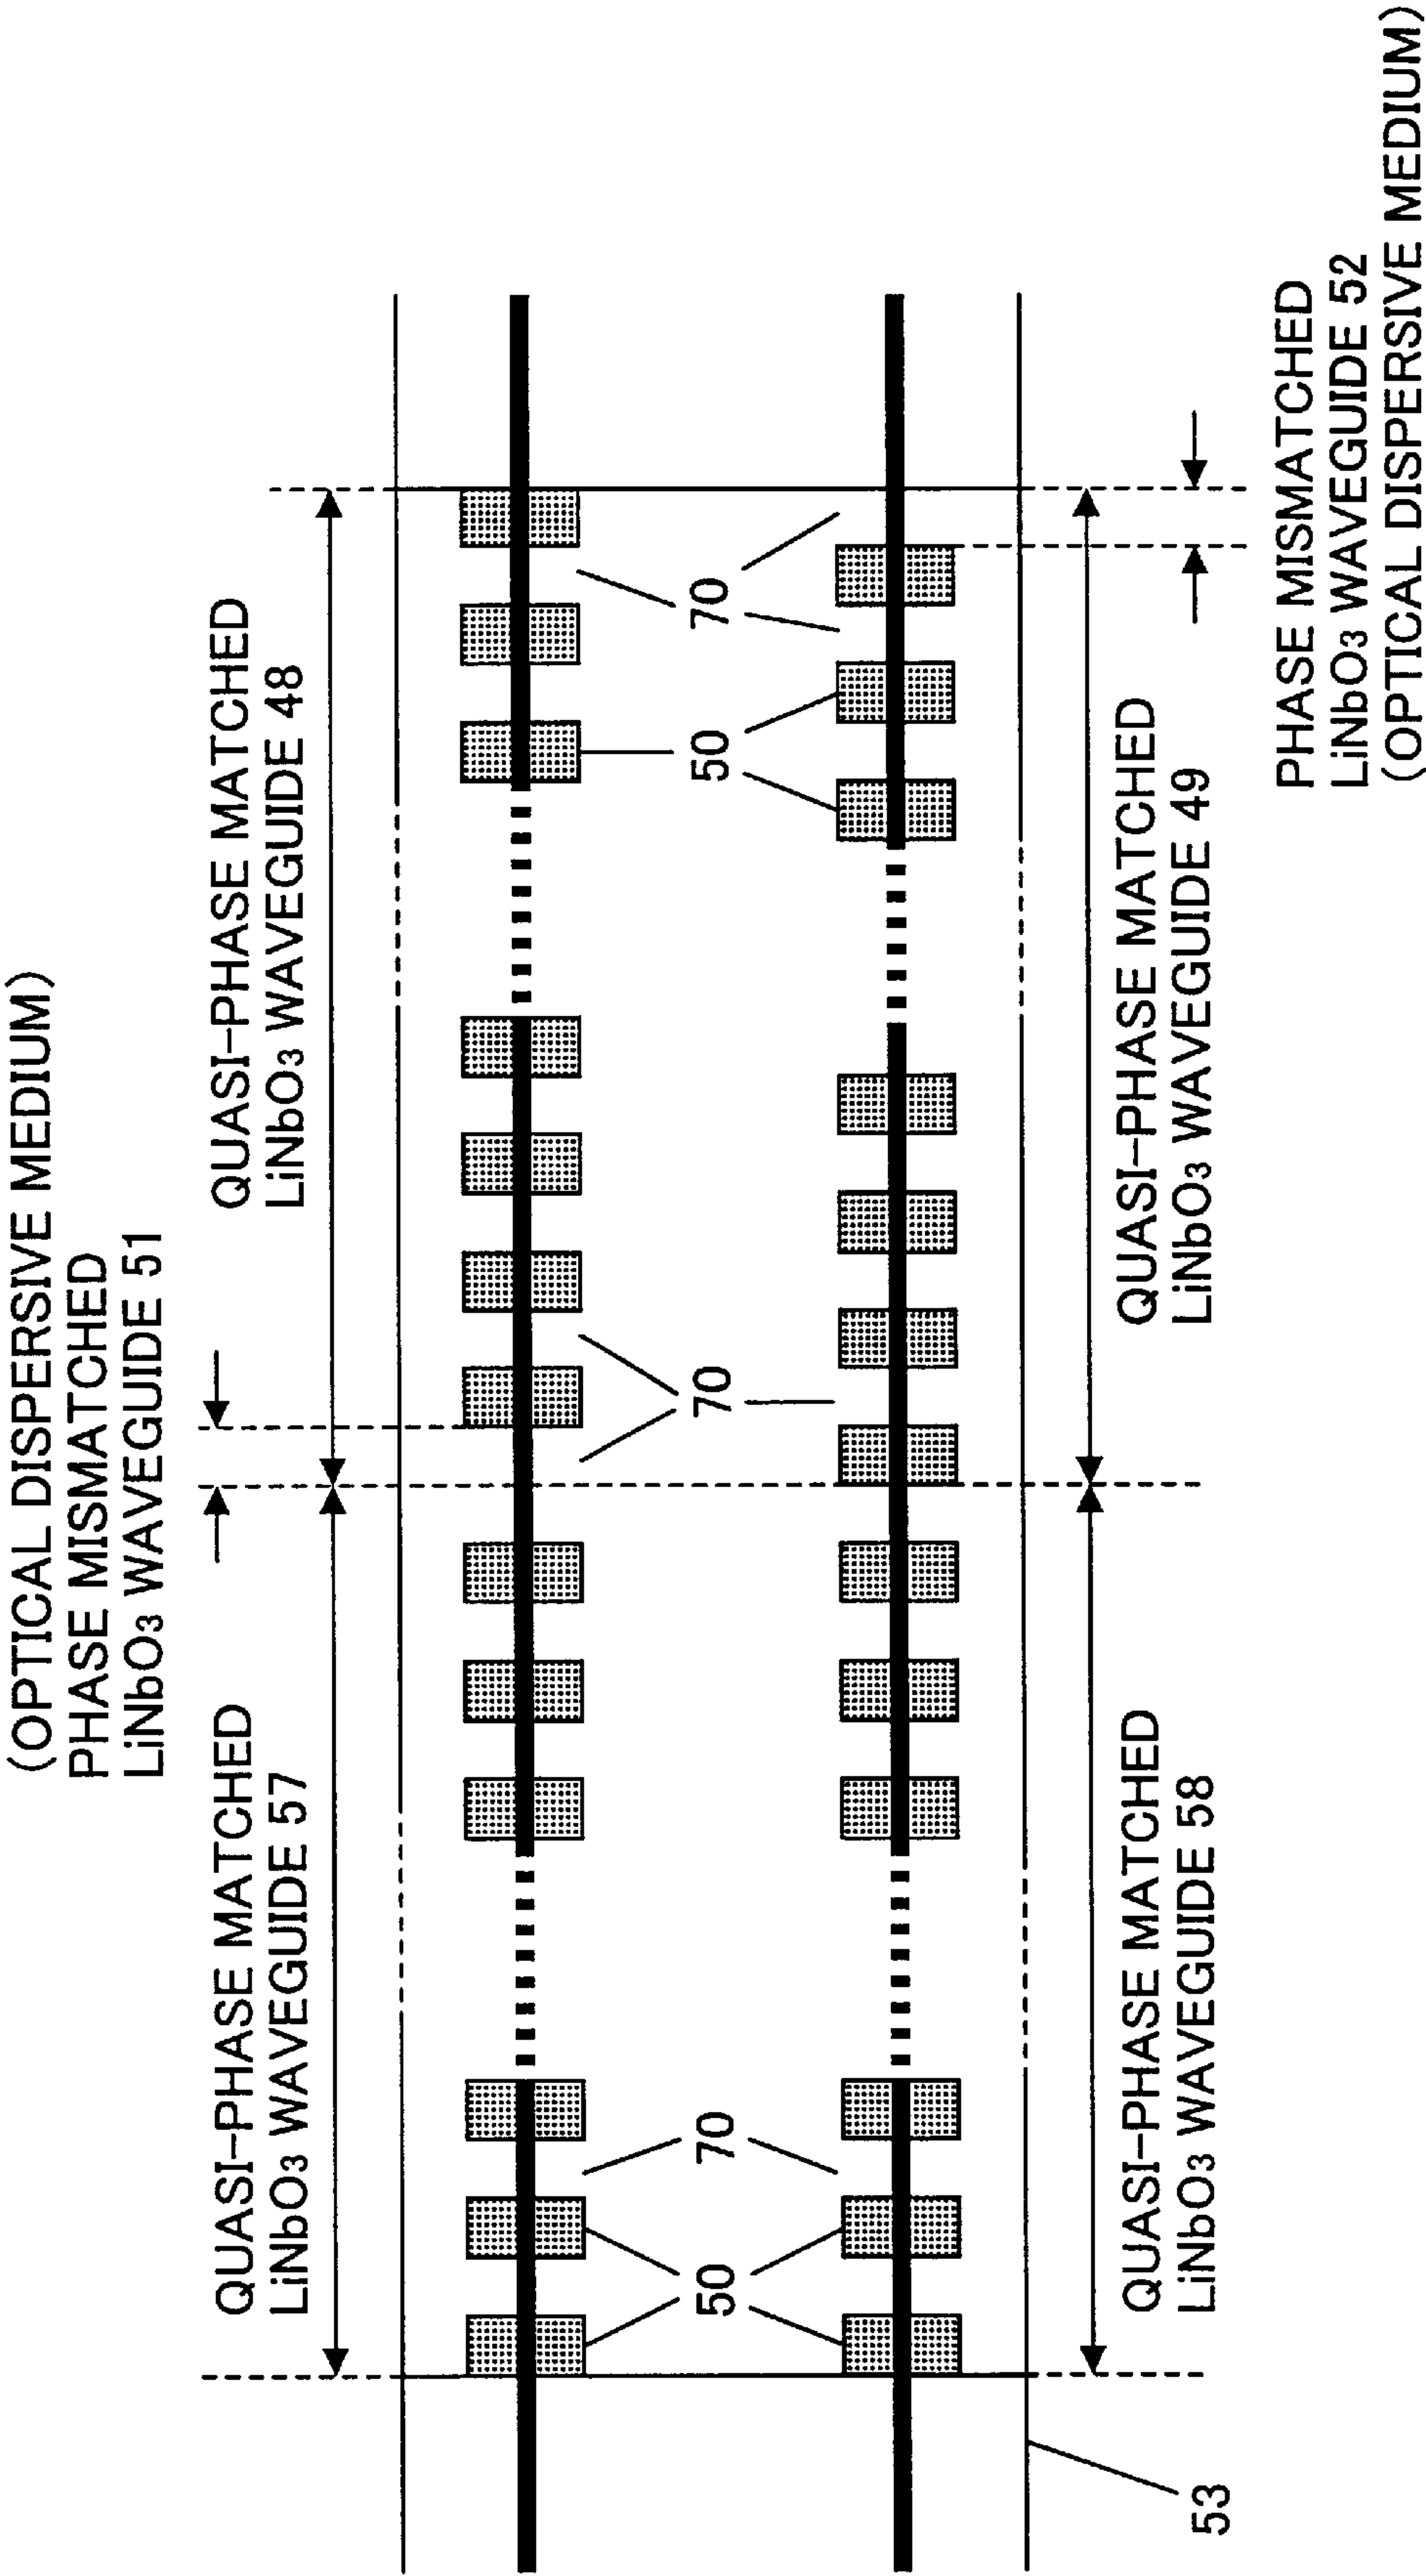 (OPTICAL DISPERSIVE MEDIUM)
PHASE MISMATCHED
LiNbO3 WAVEGUIDE 51
QUASI-PHASE MATCHED
LiNbO3 WAVEGUIDE 57
QUASI-PHASE MATCHED
LiNbO3 WAVEGUIDE 48
50
70
70
50
70
53
QUASI-PHASE MATCHED
LiNbO3 WAVEGUIDE 58
QUASI-PHASE MATCHED
LiNbO3 WAVEGUIDE 49
PHASE MISMATCHED
LiNbO3 WAVEGUIDE 52
(OPTICAL DISPERSIVE MEDIUM)